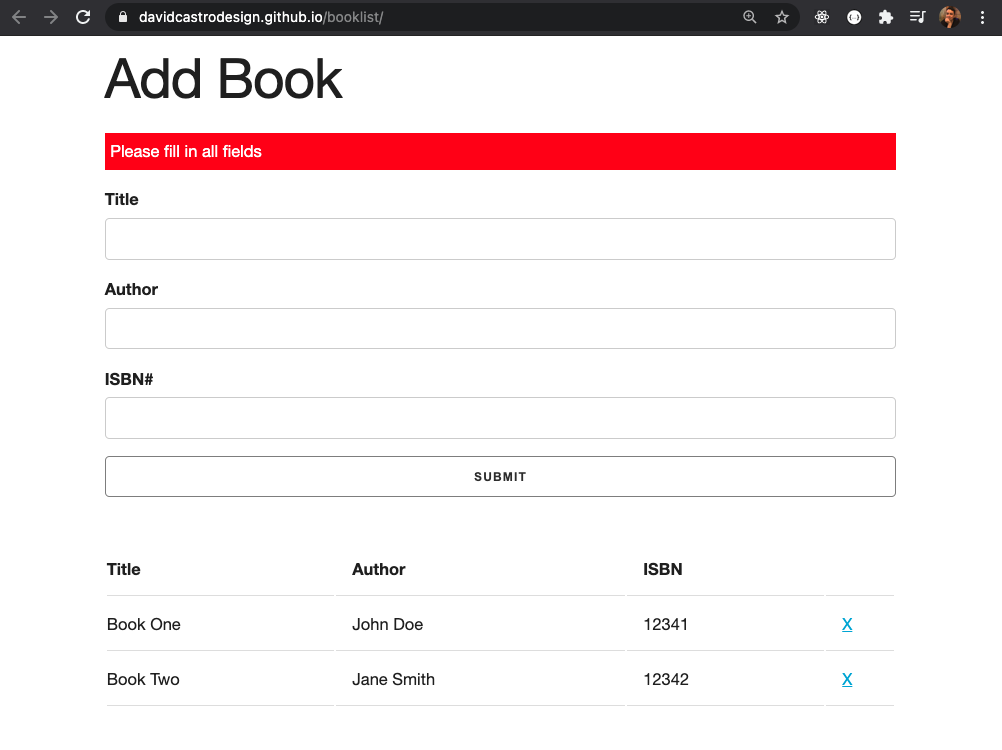 davidcastrodesign.github.io/booklist/
Add Book
Please fill in all fields
Title
Author
ISBN#
SUBMIT
Title Author ISBN
Book One John Doe 12341 X
Book Two Jane Smith 12342 X